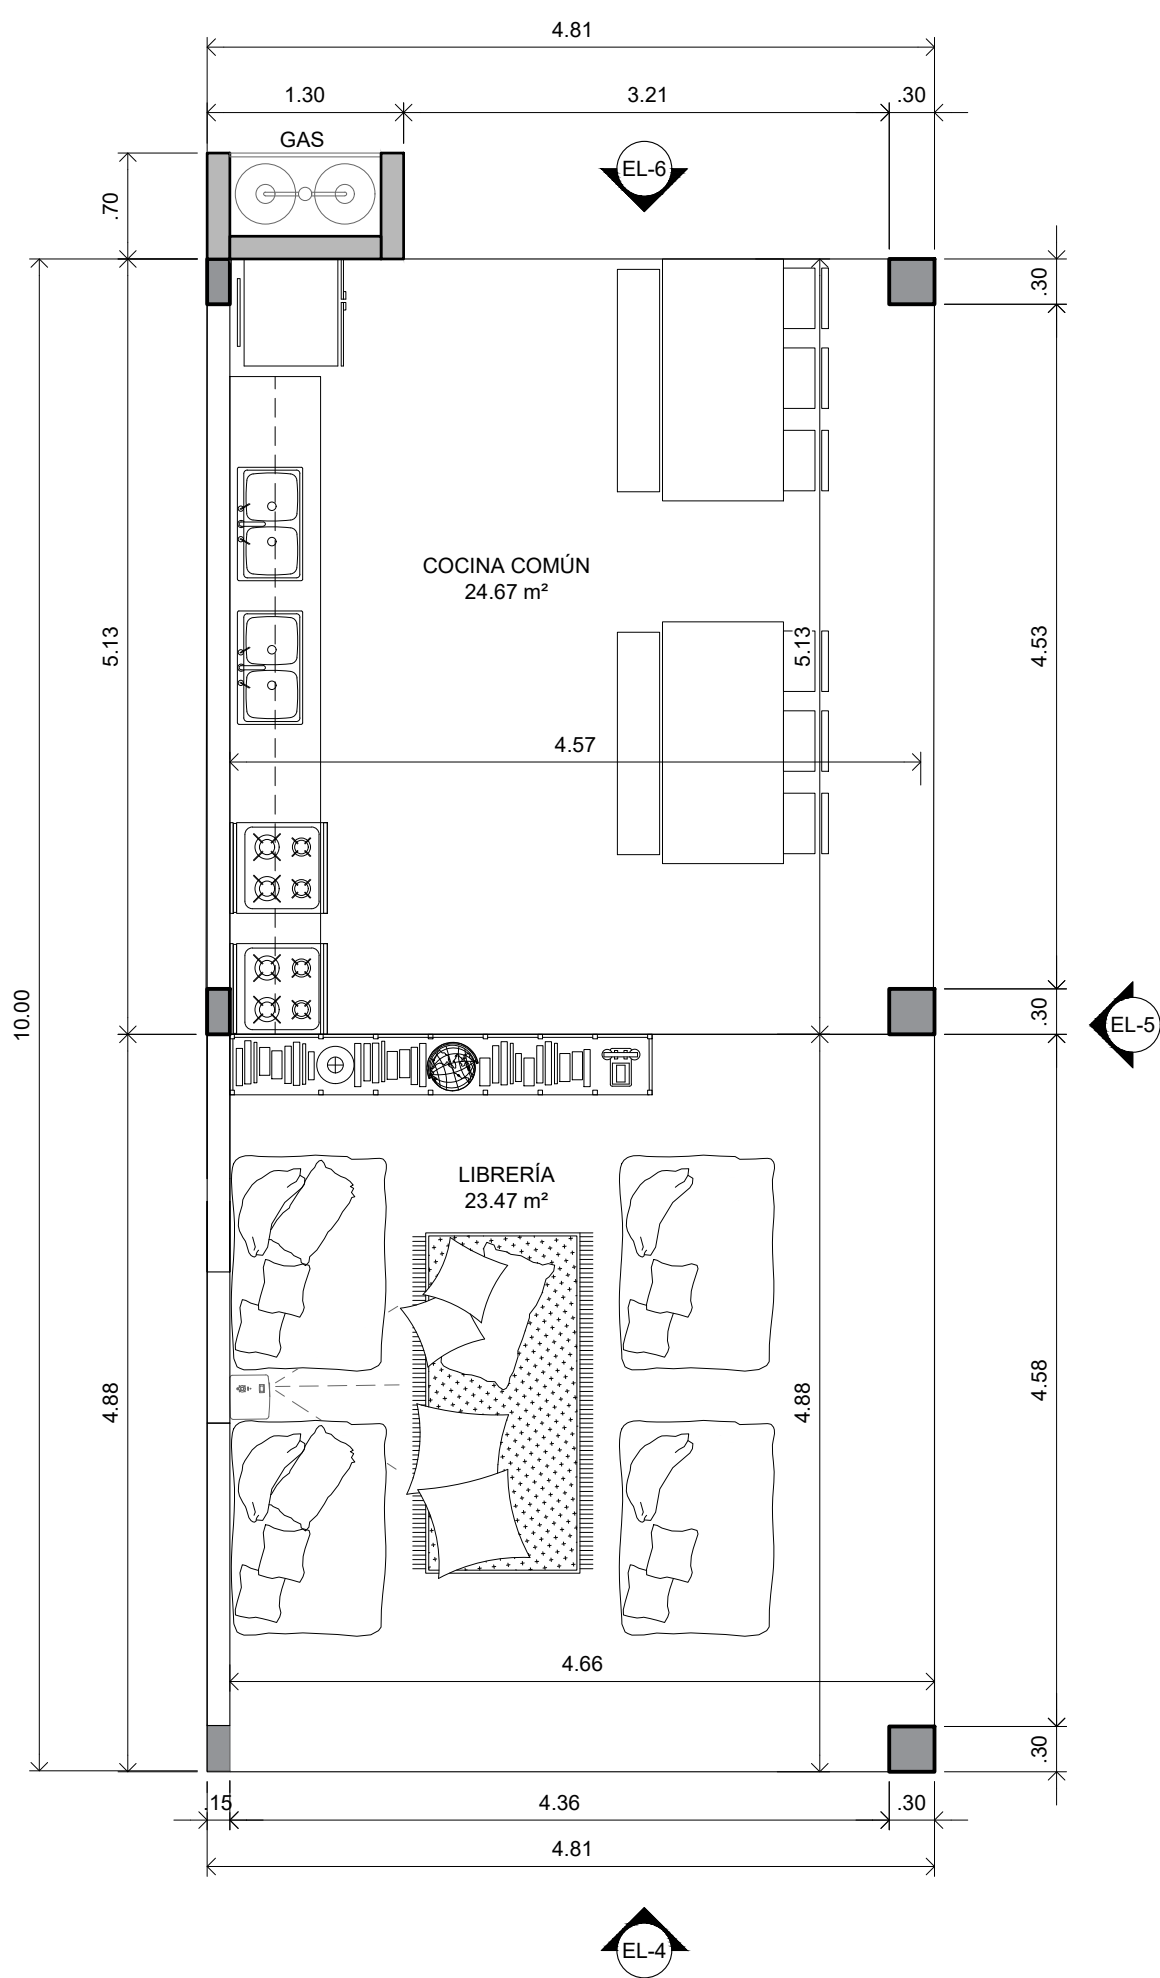 4.81
1.30
3.21
.30
GAS
EL-6
.70
.30
COCINA COMÚN
24.67 m²
5.13
5.13
4.53
4.57
10.00
.30
EL-5
LIBRERÍA
23.47 m²
4.88
4.88
4.58
4.66
.30
.15
4.36
.30
4.81
EL-4